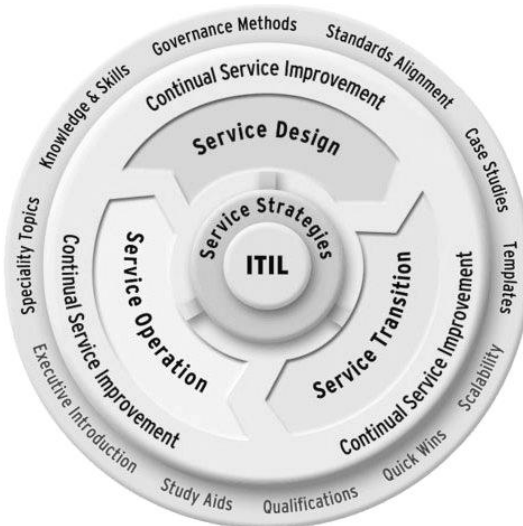 Governance Methods
Standards Alignment
Case Studies
Templates
Scalability
Quick Wins
Qualifications
Study Aids
Executive Introduction
Speciality Topics
Knowledge & Skills
Continual Service Improvement
Continual Service Improvement
Continual Service Improvement
Service Design
Service Transition
Service Operation
Service Strategies
ITIL